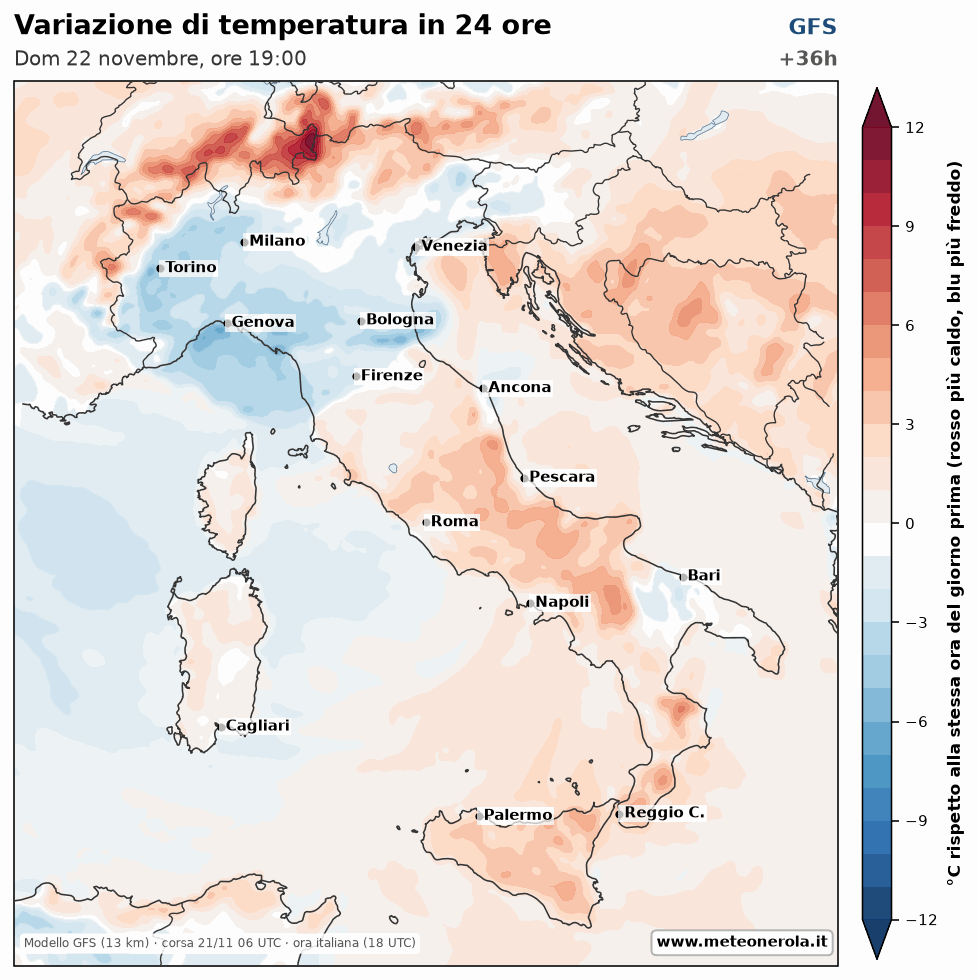 Variazione di temperatura in 24 ore
GFS
Dom 22 novembre, ore 19:00
+36h
Milano
Venezia
Torino
Genova
Bologna
Firenze
Ancona
Pescara
Roma
Bari
Napoli
Cagliari
Palermo
Reggio C.
12
9
6
3
0
−3
−6
−9
−12
°C rispetto alla stessa ora del giorno prima (rosso più caldo, blu più freddo)
Modello GFS (13 km) · corsa 21/11 06 UTC · ora italiana (18 UTC)
www.meteonerola.it